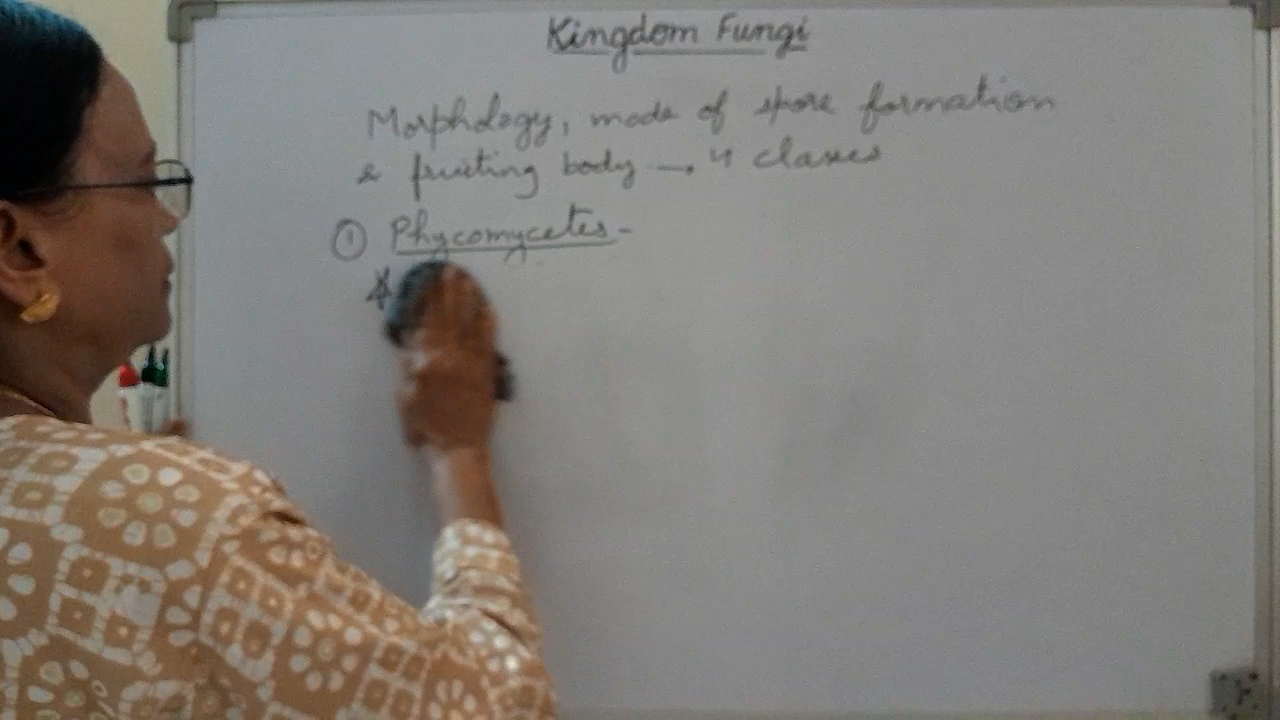 Kingdom Fungi
Morphology, mode of spore formation
& fruiting body → 4 classes
① Phycomycetes -